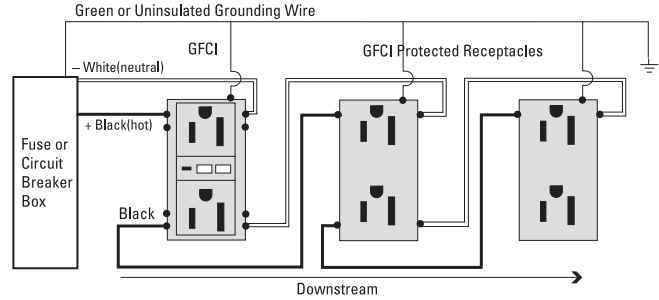 Green or Uninsulated Grounding Wire
GFCI
GFCI Protected Receptacles
– White(neutral)
+ Black(hot)
Fuse or
Circuit
Breaker
Box
Black
Downstream